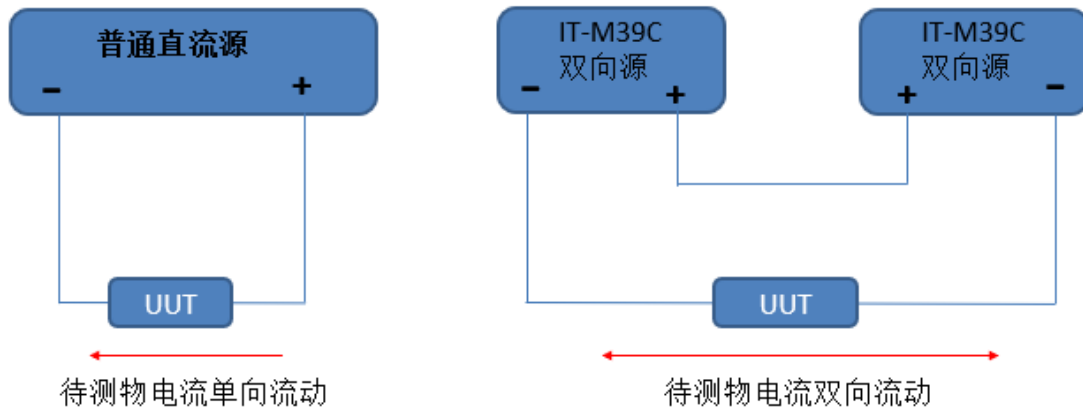 普通直流源
- +
UUT
待测物电流单向流动
IT-M39C
双向源
- +
IT-M39C
双向源
+ -
UUT
待测物电流双向流动